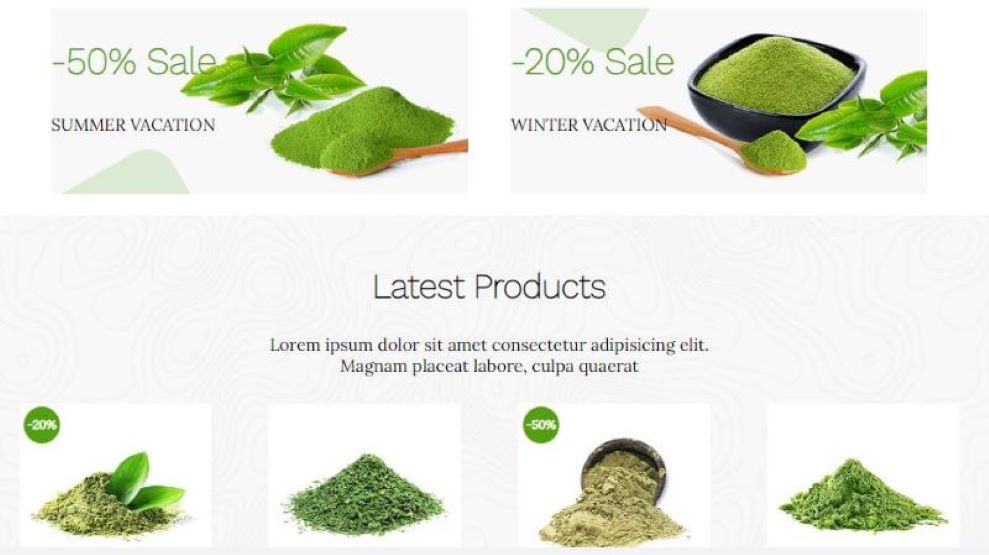 -50% Sale
SUMMER VACATION
-20% Sale
WINTER VACATION
Latest Products
Lorem ipsum dolor sit amet consectetur adipisicing elit.
Magnam placeat labore, culpa quaerat
-20%
-50%